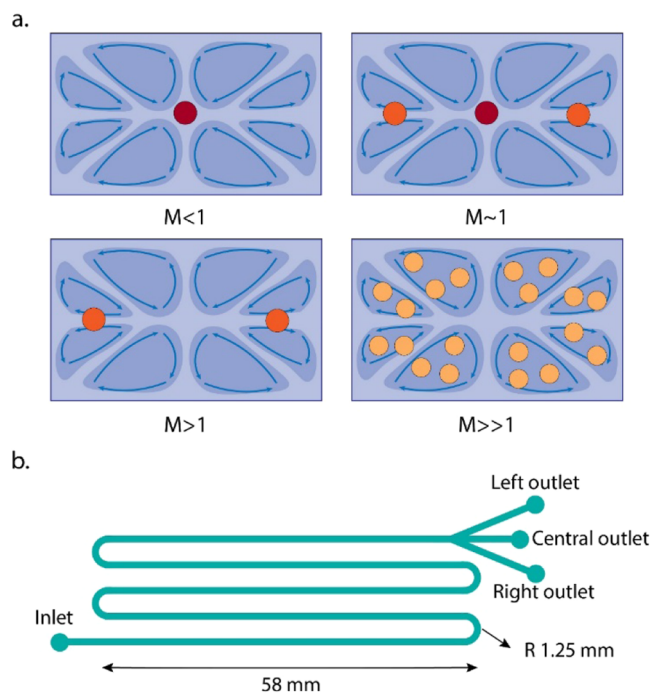 a.
M<1
M~1
M>1
M>>1
b.
Left outlet
Central outlet
Right outlet
Inlet
R 1.25 mm
58 mm